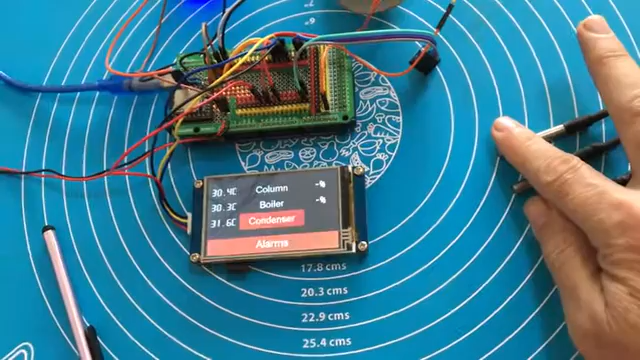 30.4C Column
30.3C Boiler
31.6C Condenser
Alarms
17.8 cms
20.3 cms
22.9 cms
25.4 cms